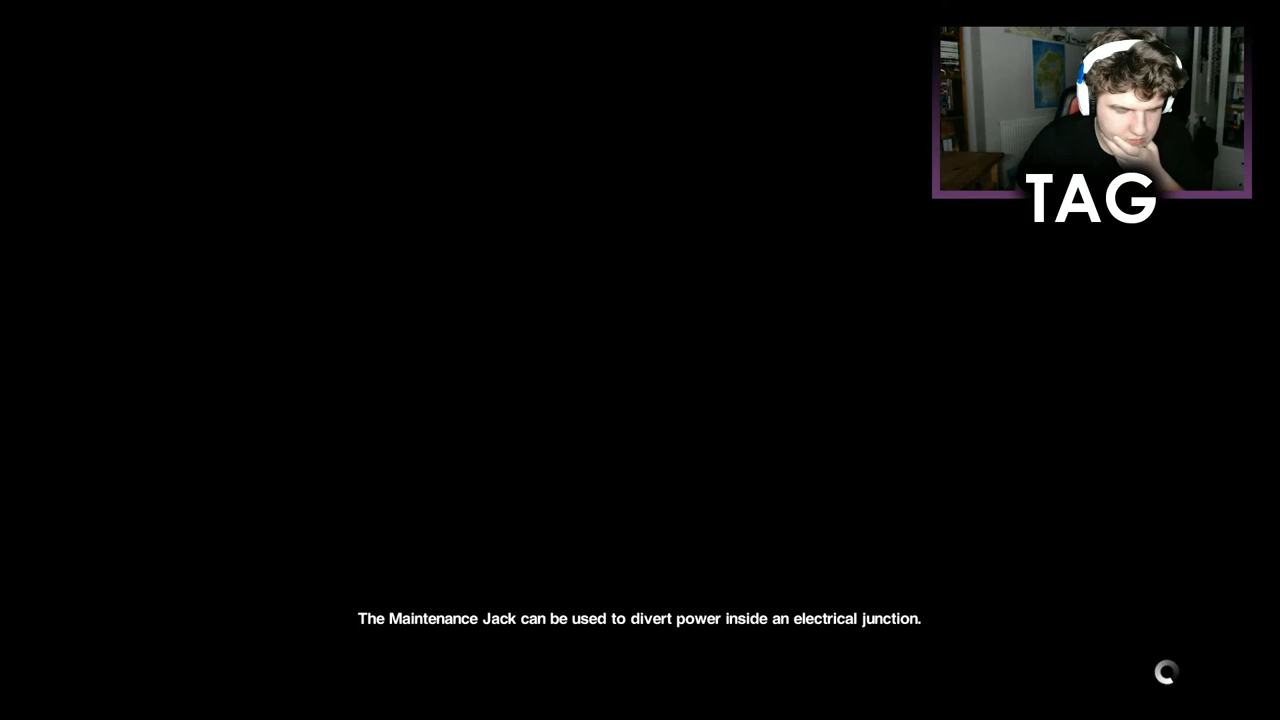 TAG
The Maintenance Jack can be used to divert power inside an electrical junction.